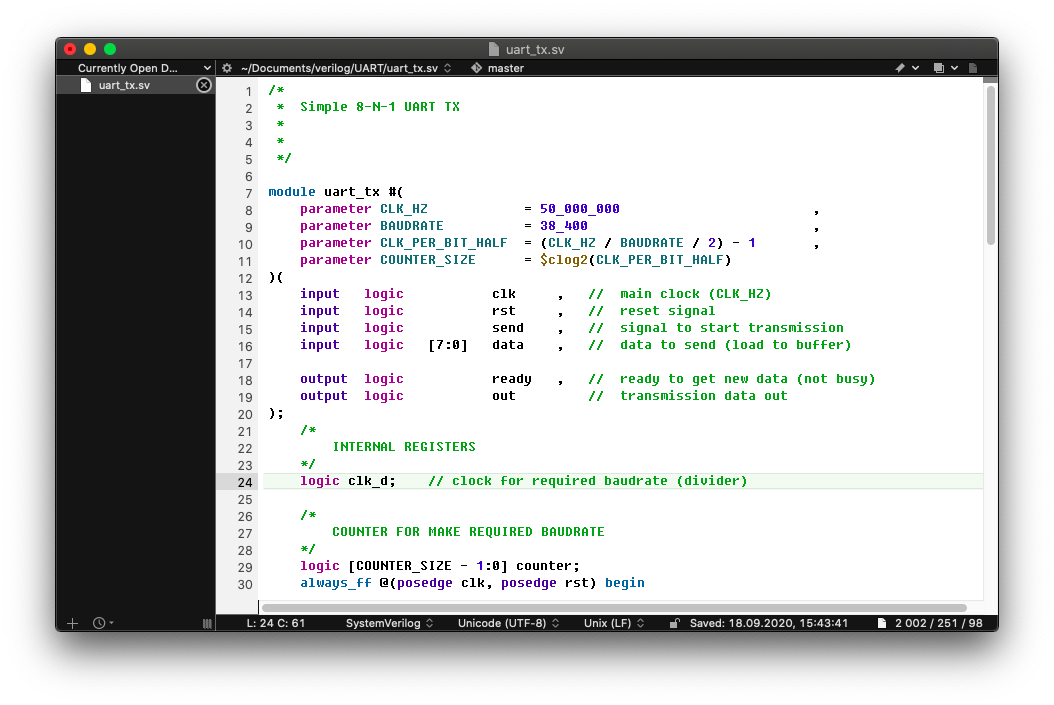 uart_tx.sv
Currently Open D... ~/Documents/verilog/UART/uart_tx.sv master
uart_tx.sv
1 /*
2  *  Simple 8-N-1 UART TX
3  *
4  *
5  */
6
7 module uart_tx #(
8     parameter CLK_HZ            = 50_000_000                        ,
9     parameter BAUDRATE          = 38_400                            ,
10     parameter CLK_PER_BIT_HALF  = (CLK_HZ / BAUDRATE / 2) - 1       ,
11     parameter COUNTER_SIZE      = $clog2(CLK_PER_BIT_HALF)
12 )(
13     input   logic           clk     ,   //  main clock (CLK_HZ)
14     input   logic           rst     ,   //  reset signal
15     input   logic           send    ,   //  signal to start transmission
16     input   logic   [7:0]   data    ,   //  data to send (load to buffer)
17
18     output  logic           ready   ,   //  ready to get new data (not busy)
19     output  logic           out         //  transmission data out
20 );
21     /*
22         INTERNAL REGISTERS
23     */
24     logic clk_d;    // clock for required baudrate (divider)
25
26     /*
27         COUNTER FOR MAKE REQUIRED BAUDRATE
28     */
29     logic [COUNTER_SIZE - 1:0] counter;
30     always_ff @(posedge clk, posedge rst) begin
L: 24 C: 61 SystemVerilog Unicode (UTF-8) Unix (LF) Saved: 18.09.2020, 15:43:41 2 002 / 251 / 98